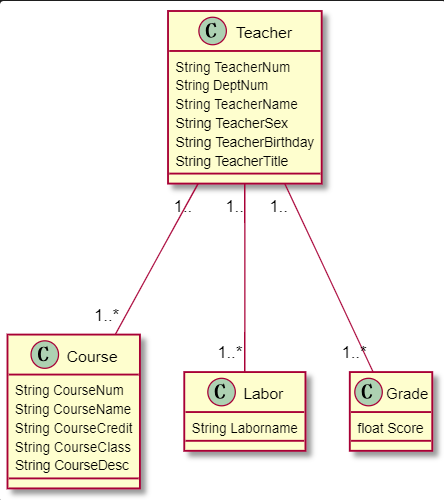 C Teacher
String TeacherNum
String DeptNum
String TeacherName
String TeacherSex
String TeacherBirthday
String TeacherTitle
1.. 1.. 1..
1..* 1..* 1..*
C Course
String CourseNum
String CourseName
String CourseCredit
String CourseClass
String CourseDesc
C Labor
String Laborname
C Grade
float Score